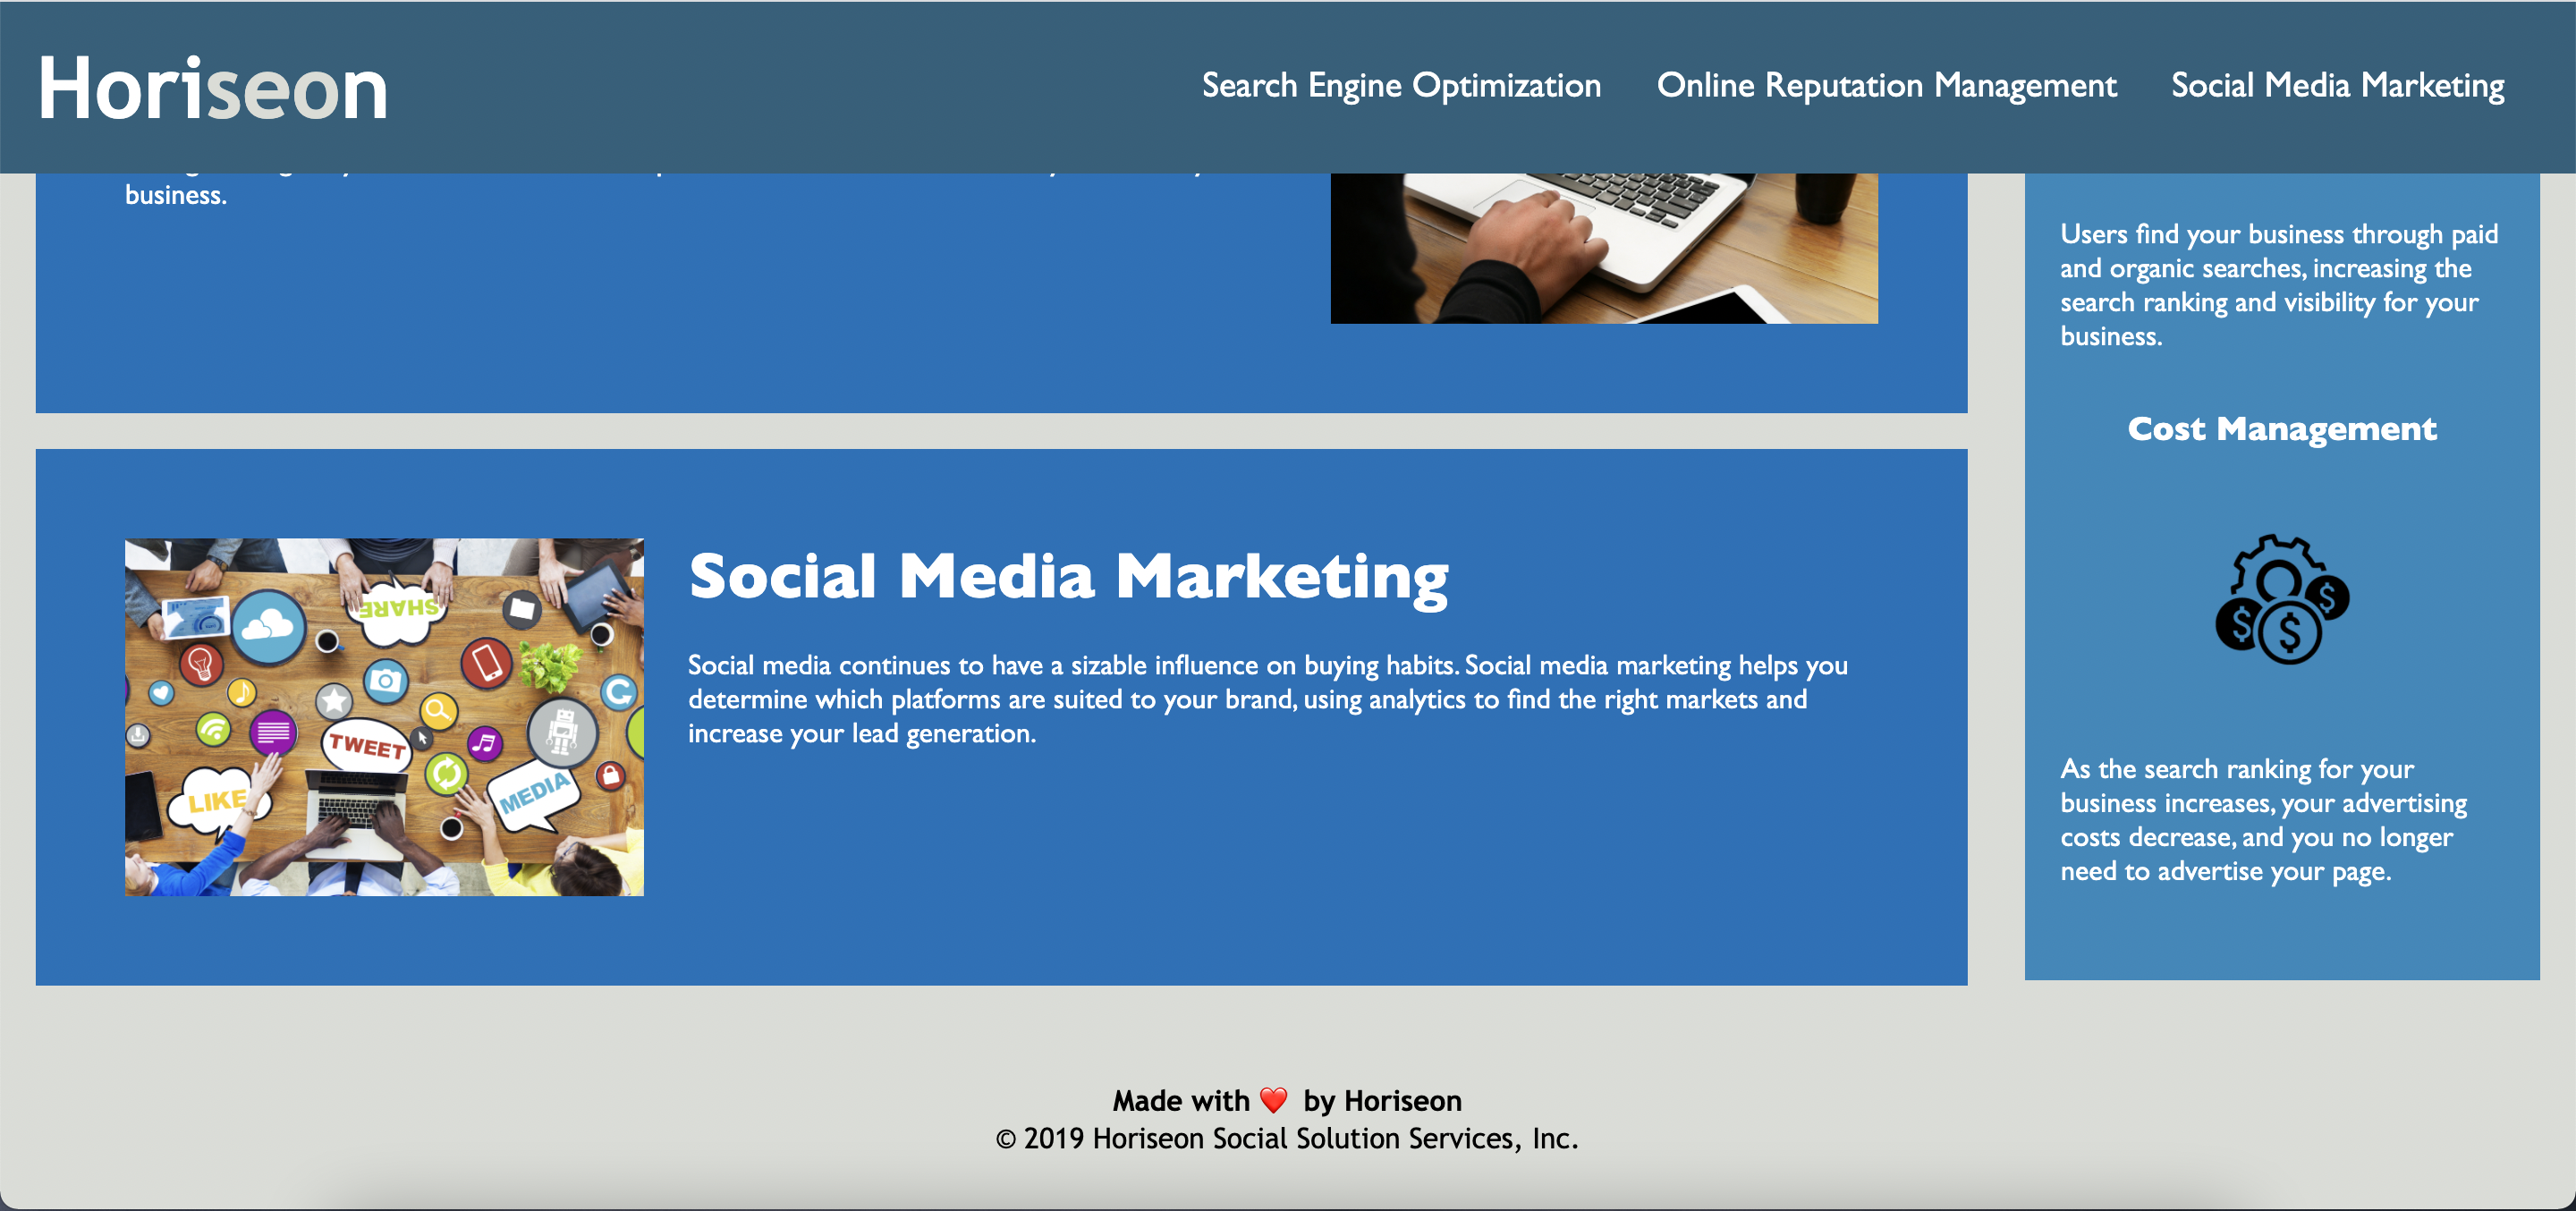 Horiseon
Search Engine Optimization
Online Reputation Management
Social Media Marketing
business.
Social Media Marketing
Social media continues to have a sizable influence on buying habits. Social media marketing helps you
determine which platforms are suited to your brand, using analytics to find the right markets and
increase your lead generation.
SHARE
TWEET
LIKE
MEDIA
Users find your business through paid
and organic searches, increasing the
search ranking and visibility for your
business.
Cost Management
$ $ $
As the search ranking for your
business increases, your advertising
costs decrease, and you no longer
need to advertise your page.
Made with ❤️ by Horiseon
© 2019 Horiseon Social Solution Services, Inc.